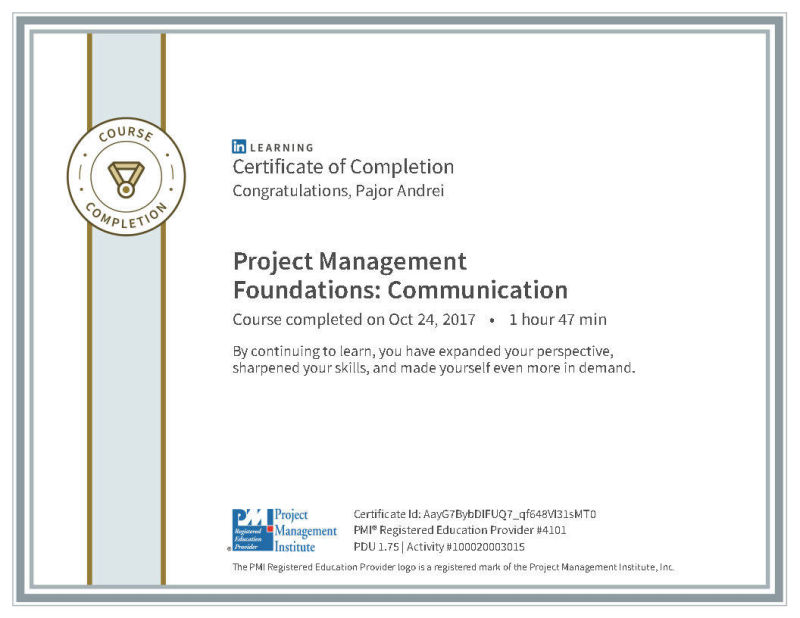 COURSE
COMPLETION
in LEARNING
Certificate of Completion
Congratulations, Pajor Andrei
Project Management
Foundations: Communication
Course completed on Oct 24, 2017 • 1 hour 47 min
By continuing to learn, you have expanded your perspective,
sharpened your skills, and made yourself even more in demand.
PMI
Registered
Education
Provider
®
Project
Management
Institute
Certificate Id: AayG7BybDIFUQ7_qf648Vl31sMT0
PMI® Registered Education Provider #4101
PDU 1.75 | Activity #100020003015
The PMI Registered Education Provider logo is a registered mark of the Project Management Institute, Inc.